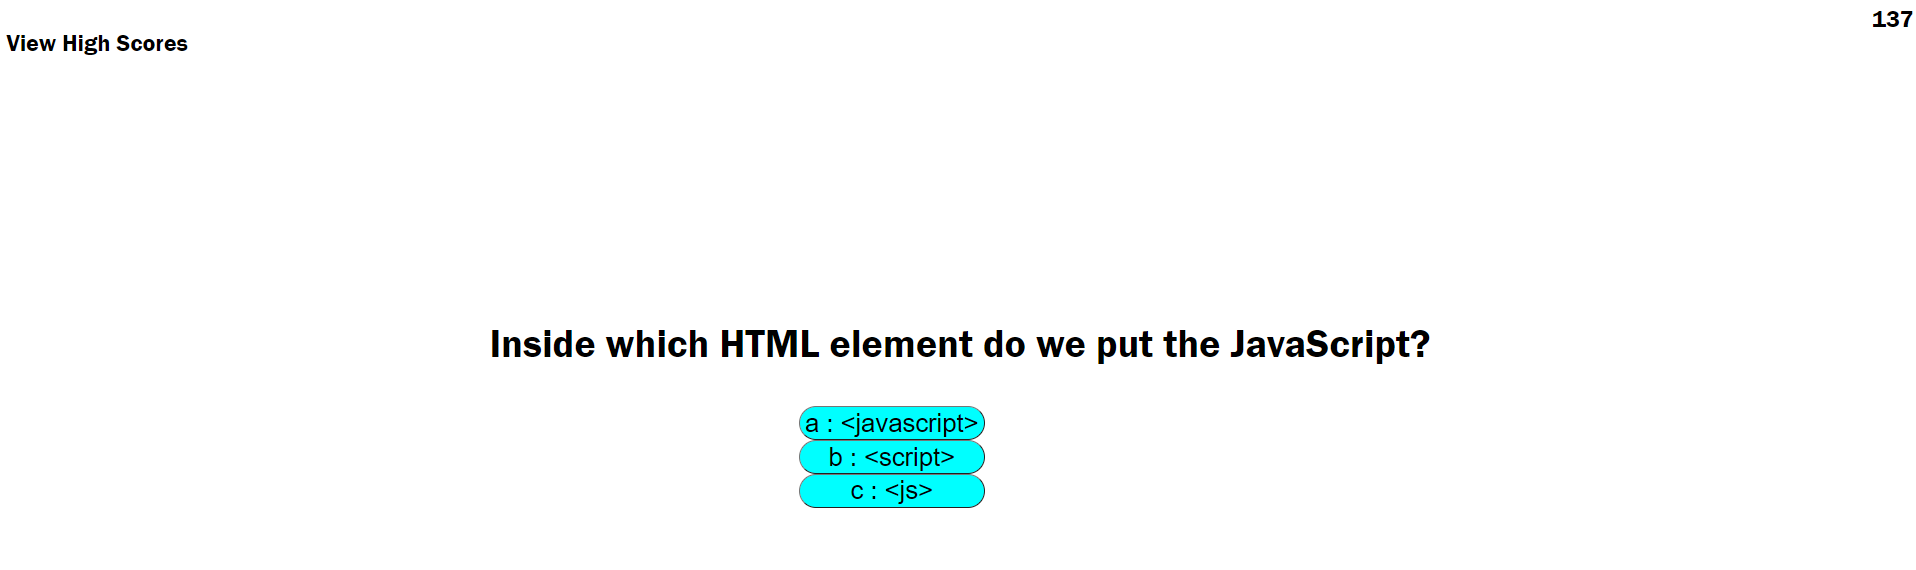 137
View High Scores
Inside which HTML element do we put the JavaScript?
a : <javascript>
b : <script>
c : <js>